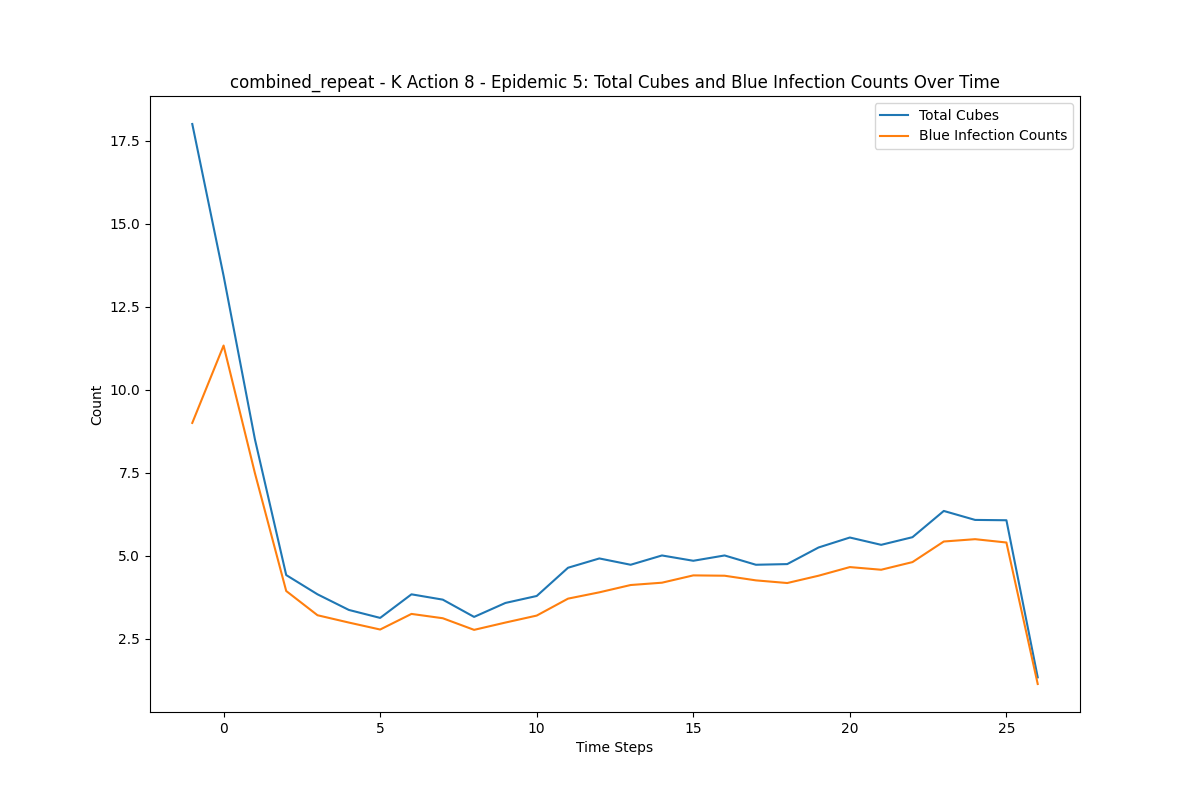 combined_repeat - K Action 8 - Epidemic 5: Total Cubes and Blue Infection Counts Over Time
Total Cubes
Blue Infection Counts
17.5
15.0
12.5
10.0
7.5
5.0
2.5
Count
0 5 10 15 20 25
Time Steps